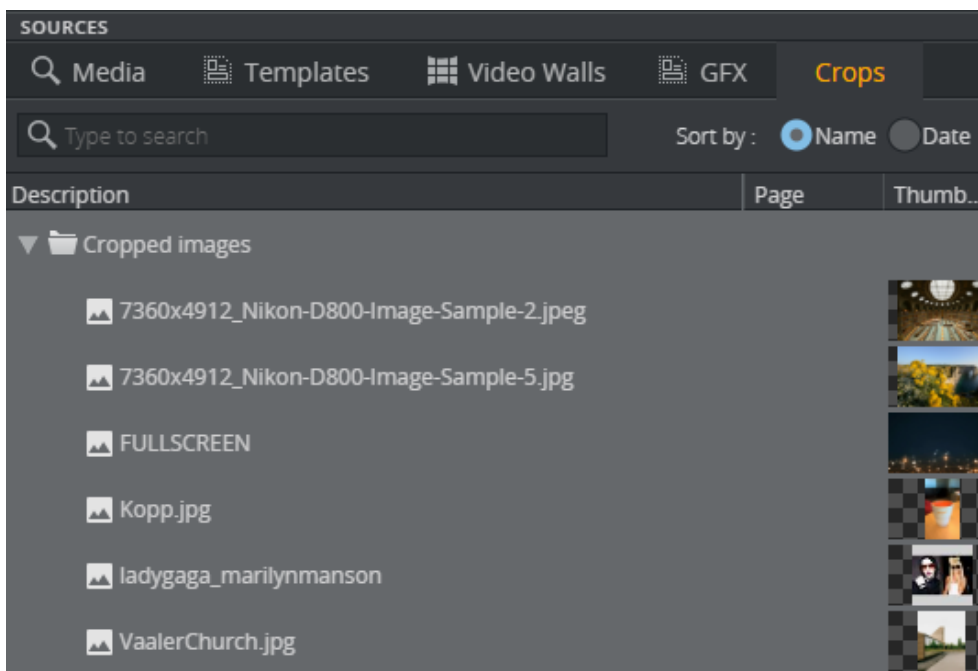 SOURCES
Media Templates Video Walls GFX Crops
Type to search Sort by : Name Date
Description Page Thumb...
Cropped images
7360x4912_Nikon-D800-Image-Sample-2.jpeg
7360x4912_Nikon-D800-Image-Sample-5.jpg
FULLSCREEN
Kopp.jpg
ladygaga_marilynmanson
VaalerChurch.jpg